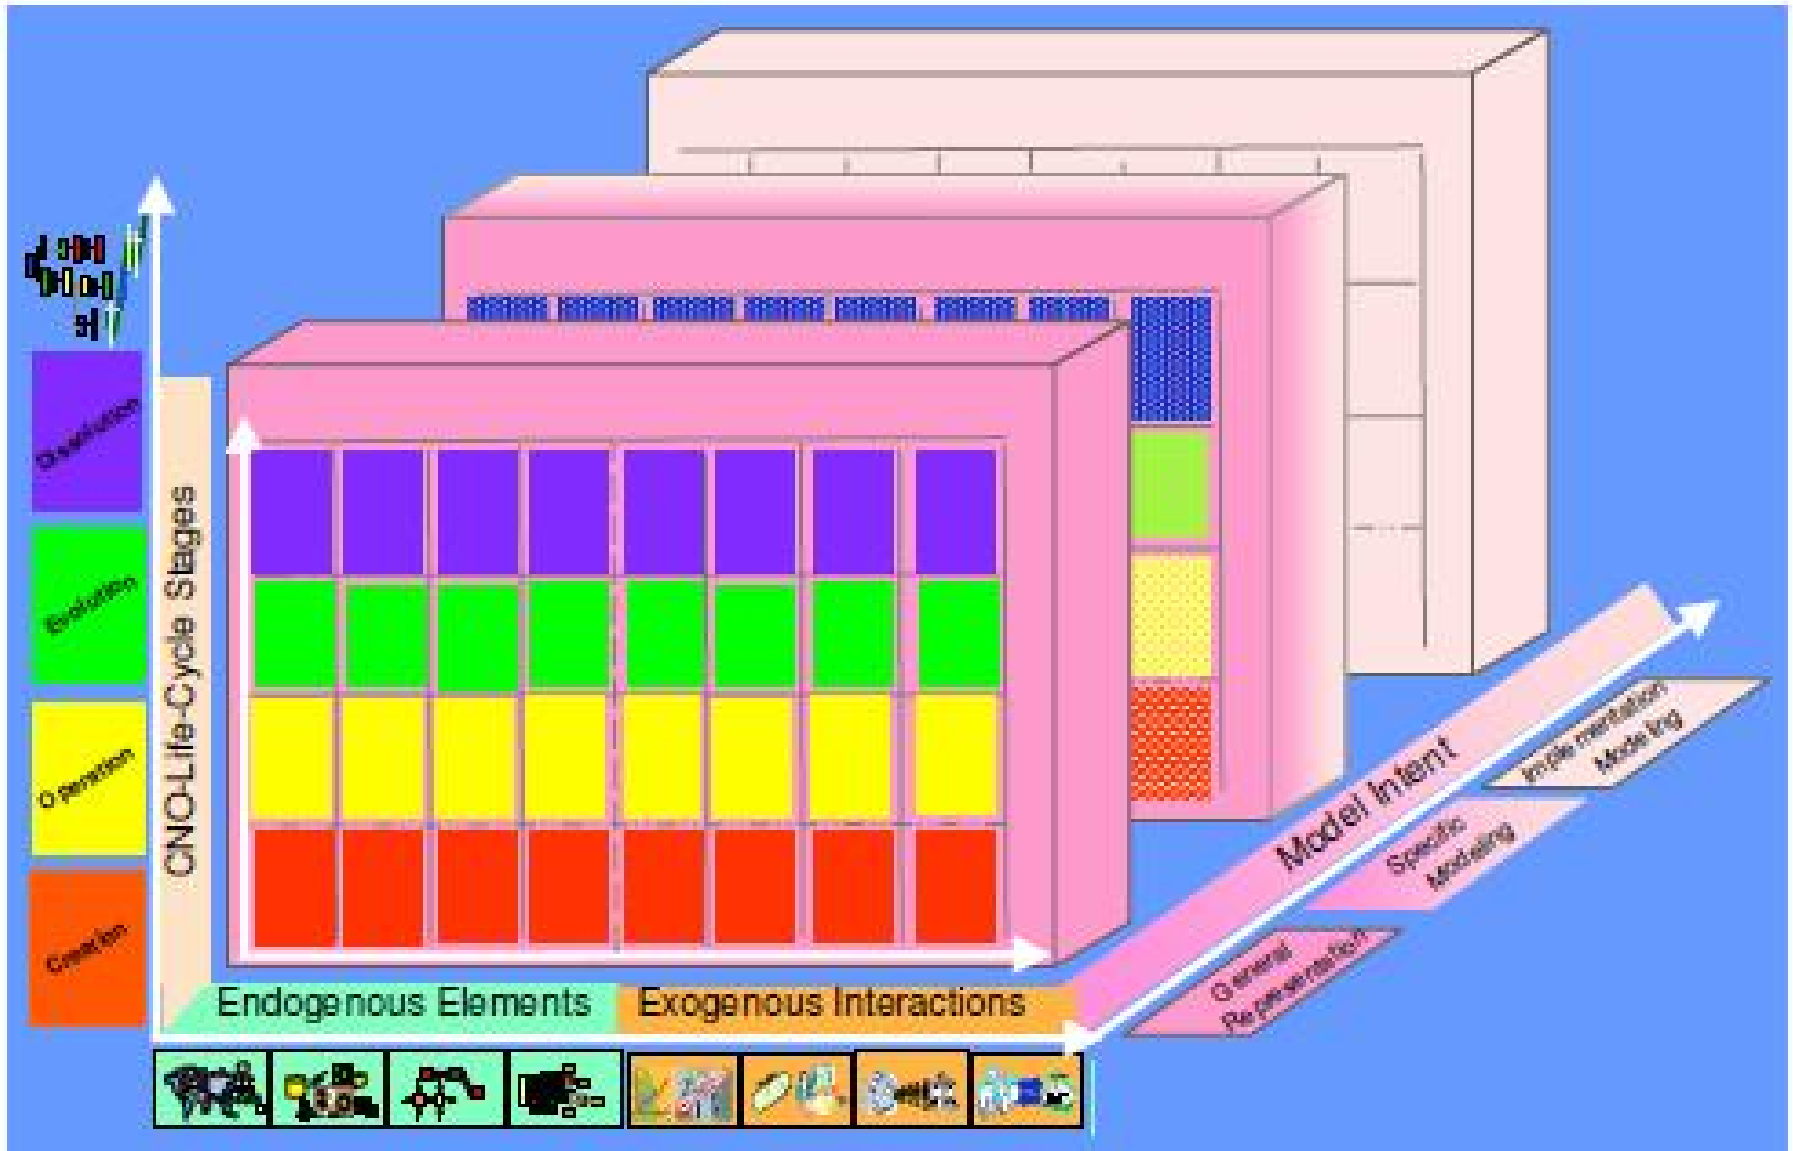 Dissolution
Evolution
Operation
Creation
CNO-Life-Cycle Stages
Endogenous Elements
Exogenous Interactions
Model Intent
Implementation
Modeling
Specific
Modeling
General
Representation